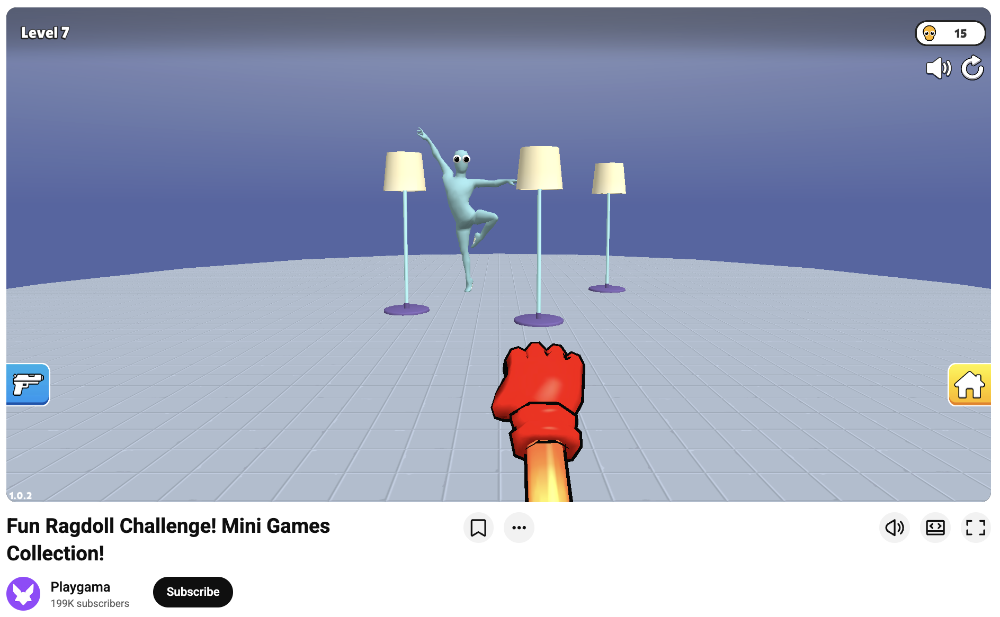 Level 7
15
1.0.2
Fun Ragdoll Challenge! Mini Games
Collection!
Playgama
199K subscribers
Subscribe